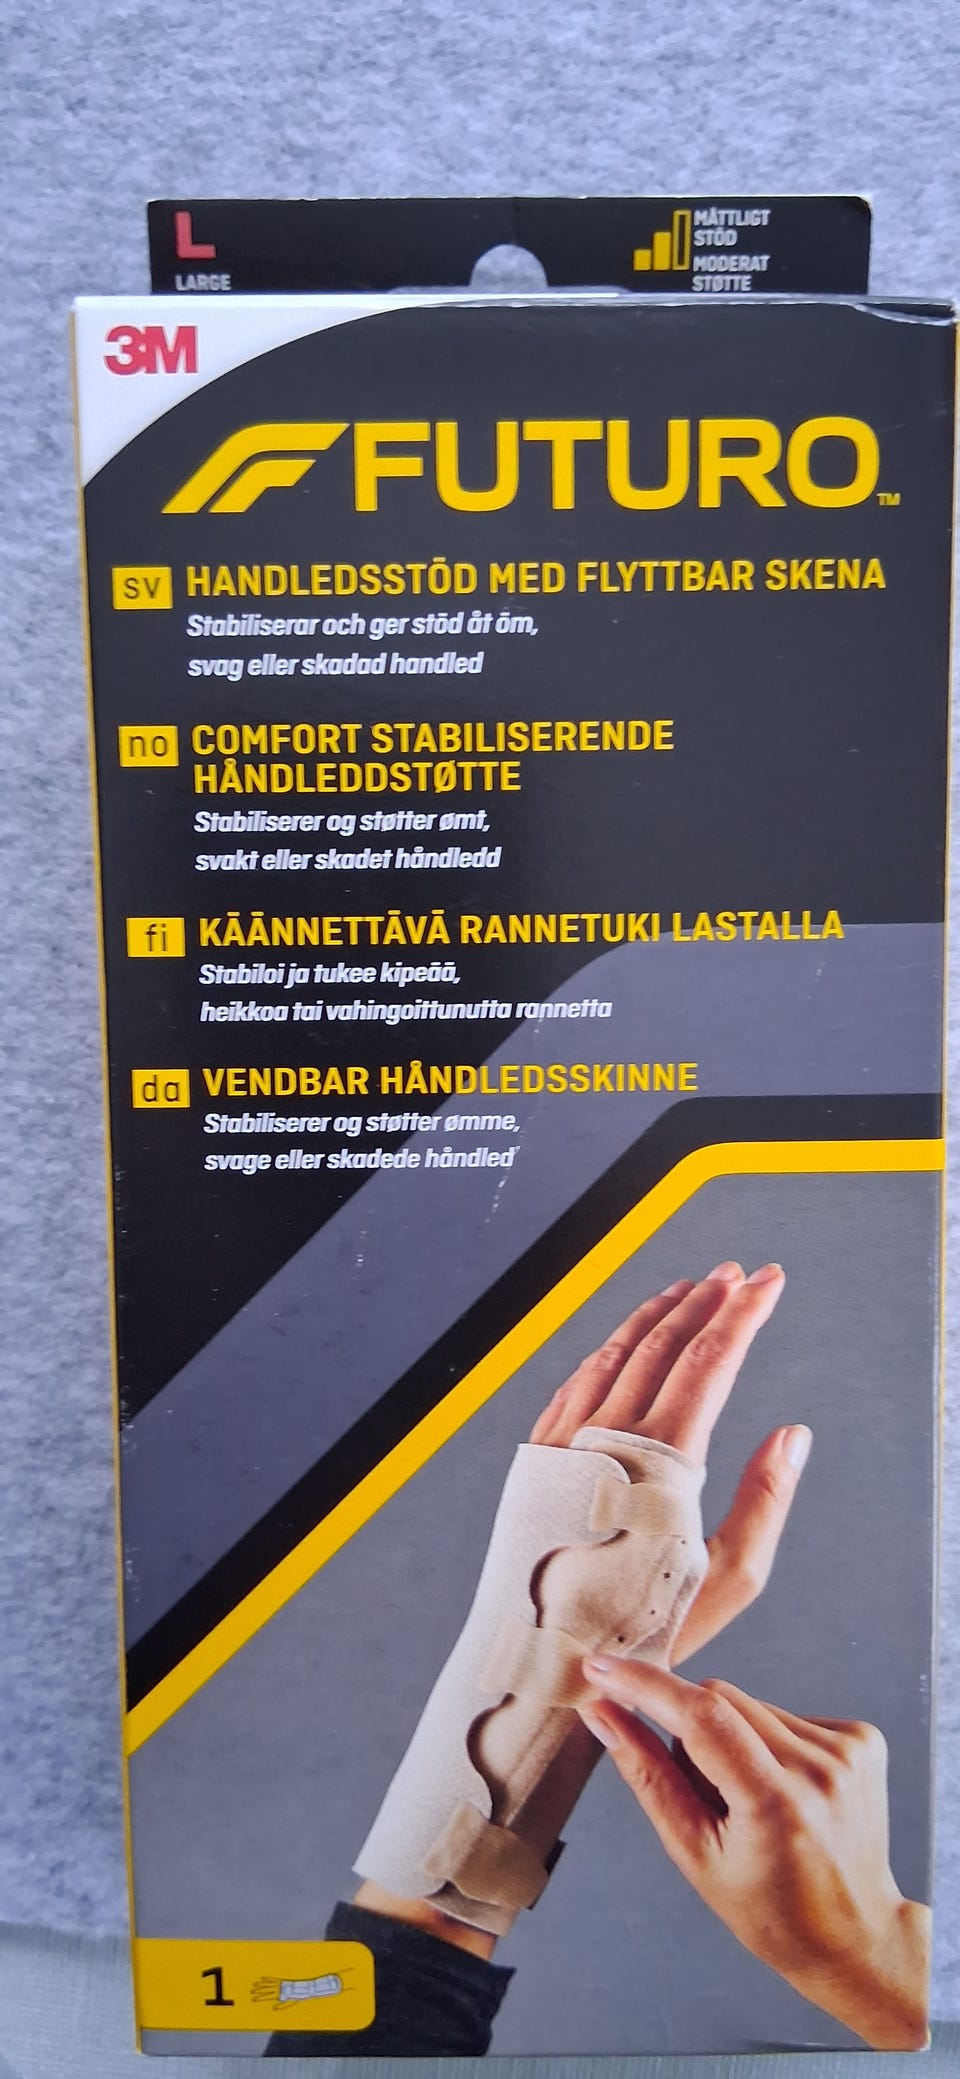 L
LARGE
MÅTTLIGT
STÖD
MODERAT
STØTTE
3M
FUTURO™
sv HANDLEDSSTÖD MED FLYTTBAR SKENA
Stabiliserar och ger stöd åt öm,
svag eller skadad handled
no COMFORT STABILISERENDE
HÅNDLEDDSTØTTE
Stabiliserer og støtter ømt,
svakt eller skadet håndledd
fi KÄÄNNETTÄVÄ RANNETUKI LASTALLA
Stabiloi ja tukee kipeää,
heikkoa tai vahingoittunutta rannetta
da VENDBAR HÅNDLEDSSKINNE
Stabiliserer og støtter ømme,
svage eller skadede håndled
1